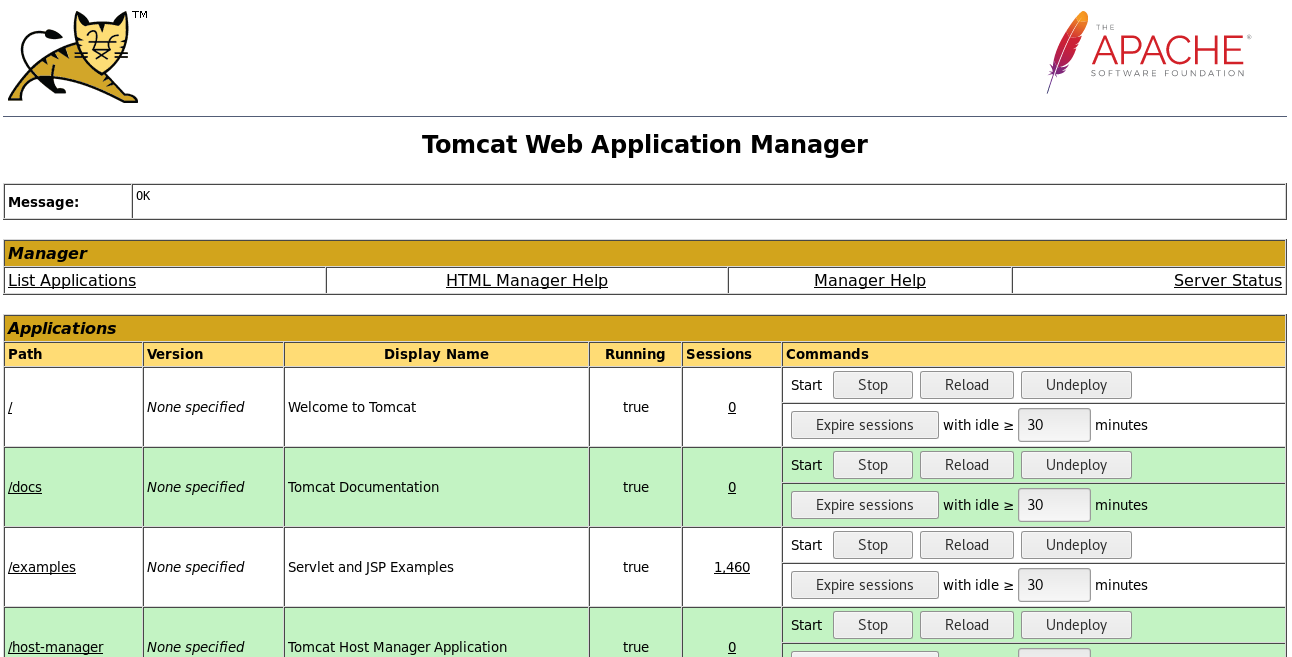 TM
THE
APACHE®
SOFTWARE FOUNDATION
Tomcat Web Application Manager
Message: OK
Manager
List Applications HTML Manager Help Manager Help Server Status
Applications
Path Version Display Name Running Sessions Commands
/ None specified Welcome to Tomcat true 0 Start Stop Reload Undeploy
Expire sessions with idle ≥ 30 minutes
/docs None specified Tomcat Documentation true 0 Start Stop Reload Undeploy
Expire sessions with idle ≥ 30 minutes
/examples None specified Servlet and JSP Examples true 1,460 Start Stop Reload Undeploy
Expire sessions with idle ≥ 30 minutes
/host-manager None specified Tomcat Host Manager Application true 0 Start Stop Reload Undeploy